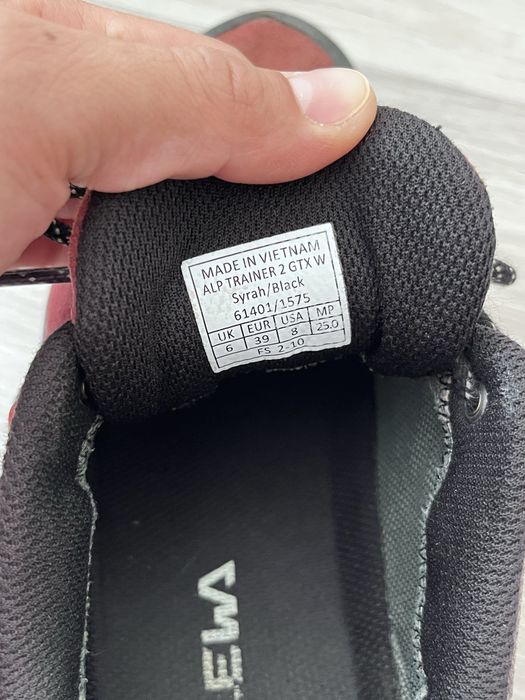 MADE IN VIETNAM
ALP TRAINER 2 GTX W
Syrah/Black
61401/1575
UK EUR USA MP
6 39 8 25.0
FS 2-10